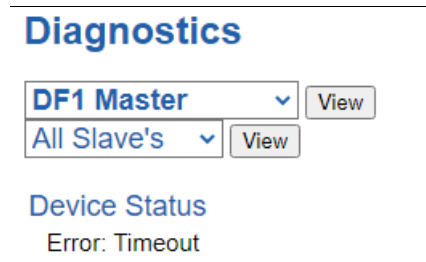 Diagnostics
DF1 Master View
All Slave's View
Device Status
Error: Timeout